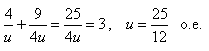 4/u + 9/4u = 25/4u = 3 , u = 25/12 o.e.